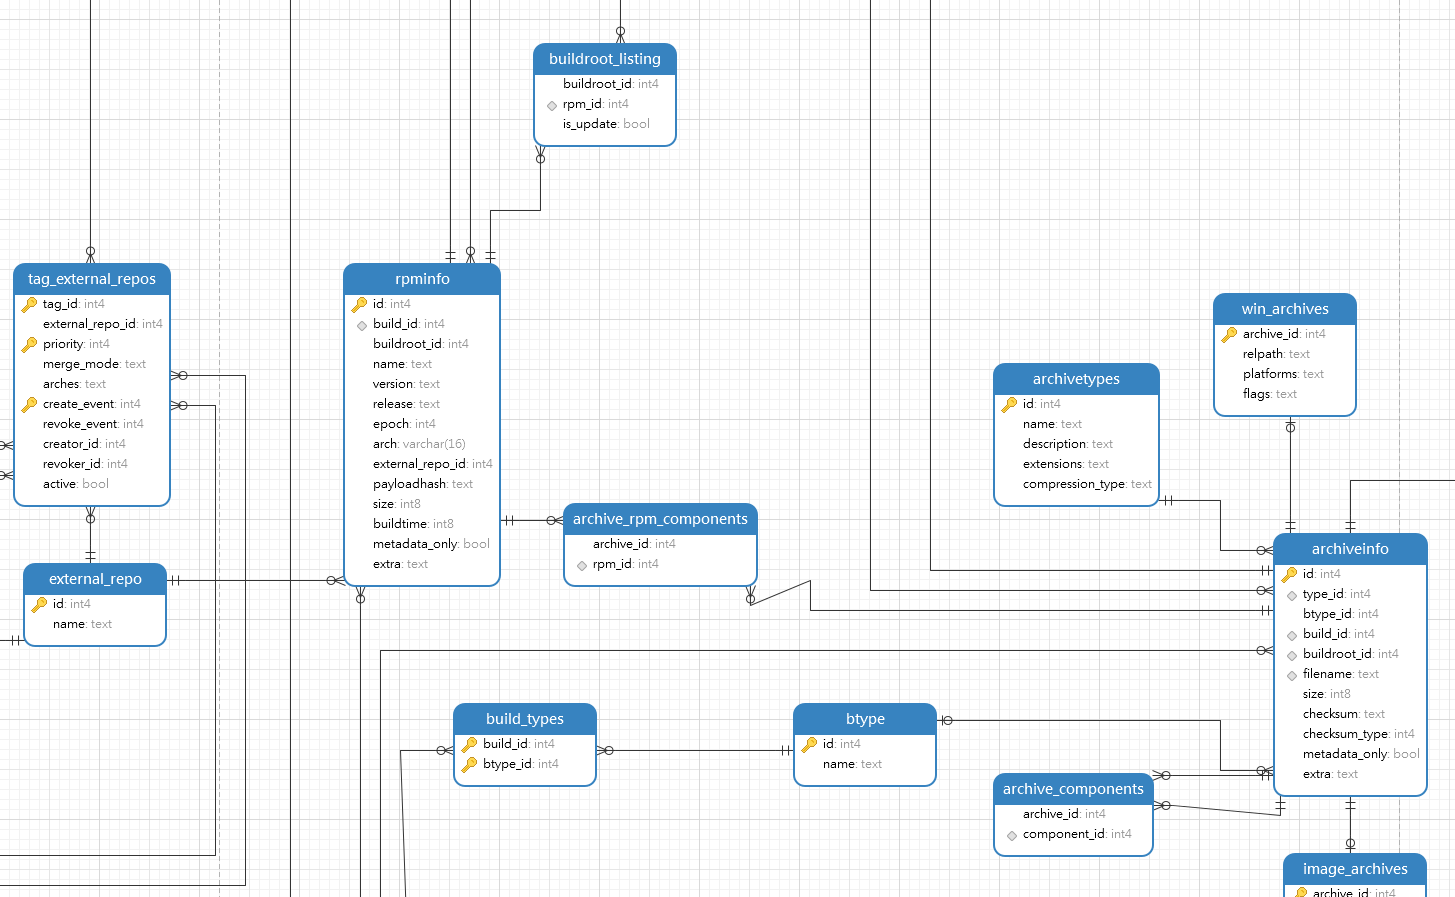 buildroot_listing
buildroot_id: int4
rpm_id: int4
is_update: bool
tag_external_repos
tag_id: int4
external_repo_id: int4
priority: int4
merge_mode: text
arches: text
create_event: int4
revoke_event: int4
creator_id: int4
revoker_id: int4
active: bool
rpminfo
id: int4
build_id: int4
buildroot_id: int4
name: text
version: text
release: text
epoch: int4
arch: varchar(16)
external_repo_id: int4
payloadhash: text
size: int8
buildtime: int8
metadata_only: bool
extra: text
win_archives
archive_id: int4
relpath: text
platforms: text
flags: text
archivetypes
id: int4
name: text
description: text
extensions: text
compression_type: text
archive_rpm_components
archive_id: int4
rpm_id: int4
external_repo
id: int4
name: text
archiveinfo
id: int4
type_id: int4
btype_id: int4
build_id: int4
buildroot_id: int4
filename: text
size: int8
checksum: text
checksum_type: int4
metadata_only: bool
extra: text
build_types
build_id: int4
btype_id: int4
btype
id: int4
name: text
archive_components
archive_id: int4
component_id: int4
image_archives
archive_id: int4